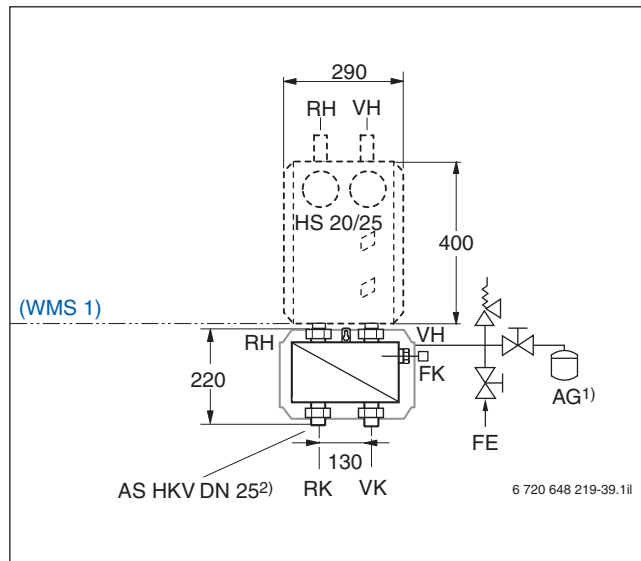 290
RH VH
HS 20/25
400
(WMS 1)
RH VH
220 FK
AG1)
FE
130
AS HKV DN 252) RK VK
6 720 648 219-39.1il